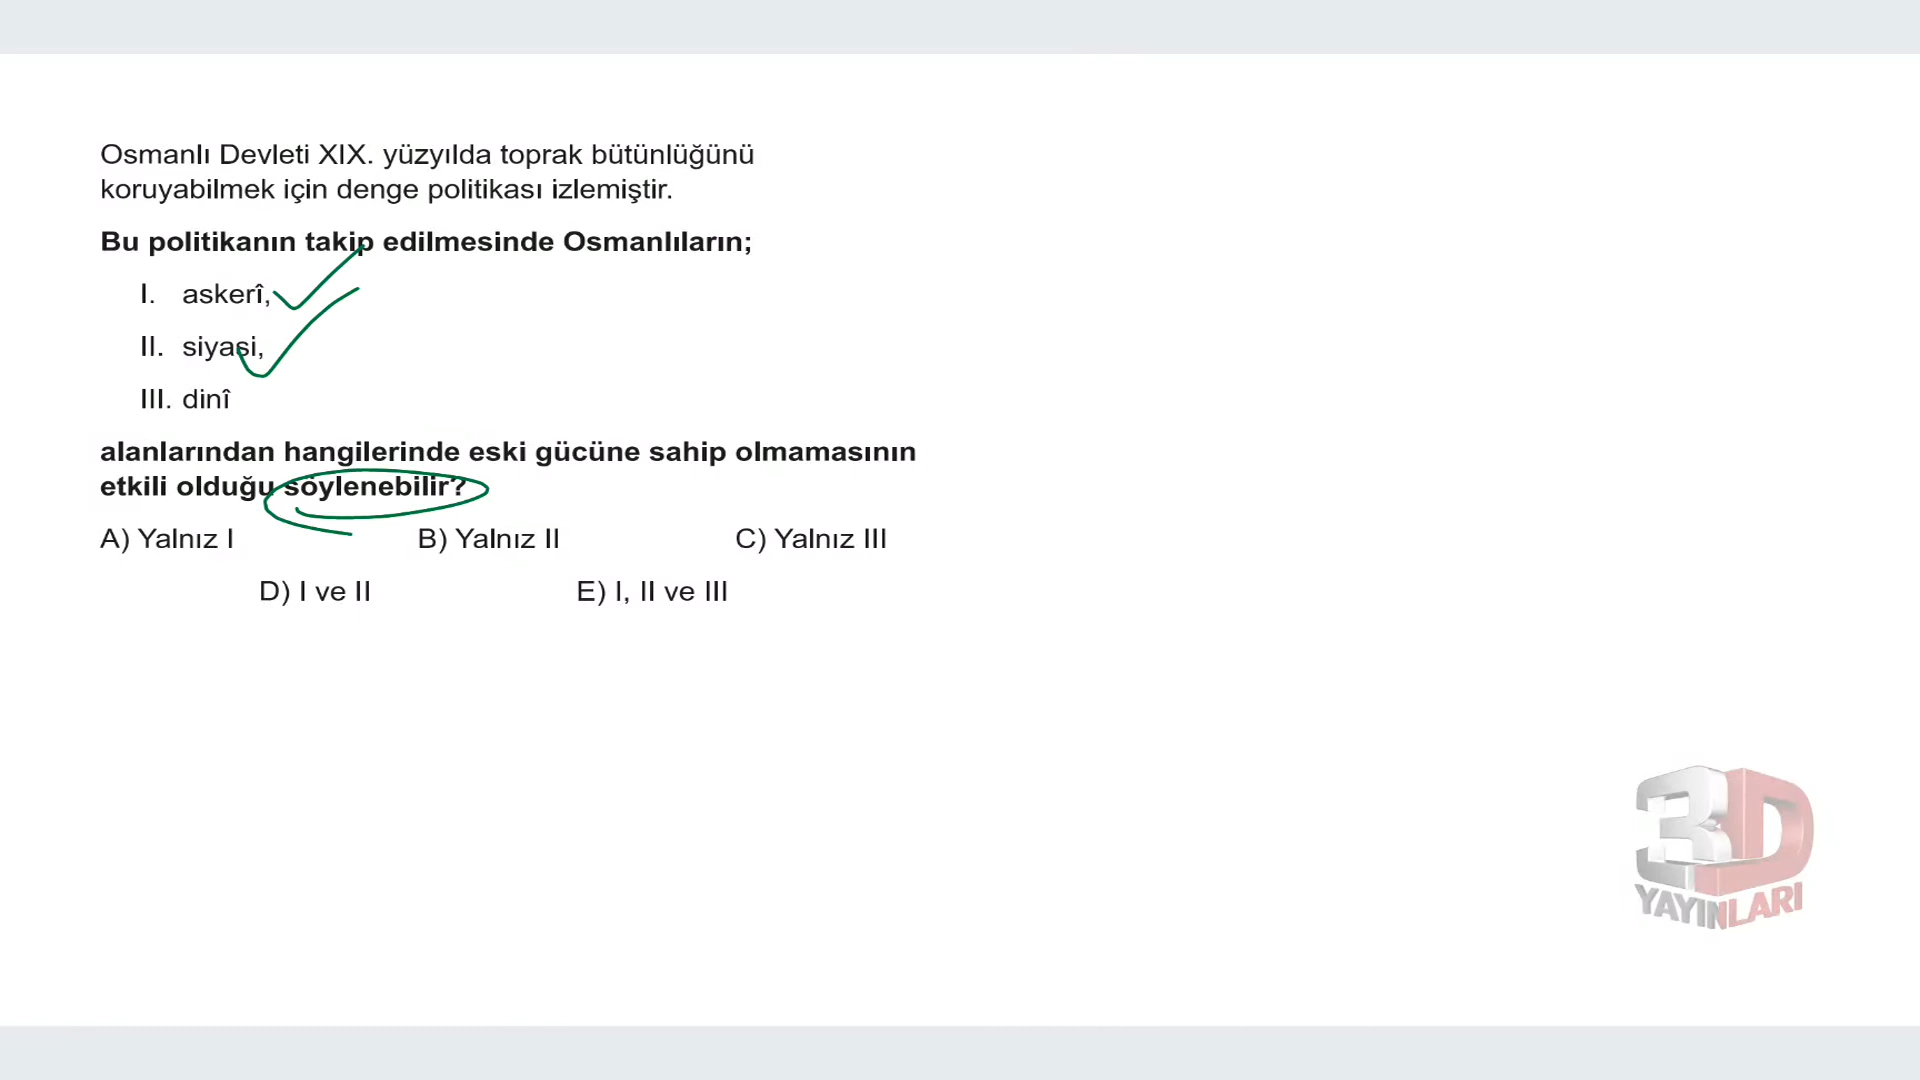 Osmanlı Devleti XIX. yüzyılda toprak bütünlüğünü
koruyabilmek için denge politikası izlemiştir.
Bu politikanın takip edilmesinde Osmanlıların;
I. askerî,
II. siyasi,
III. dinî
alanlarından hangilerinde eski gücüne sahip olmamasının
etkili olduğu söylenebilir?
A) Yalnız I B) Yalnız II C) Yalnız III
D) I ve II E) I, II ve III
3D
YAYINLARI